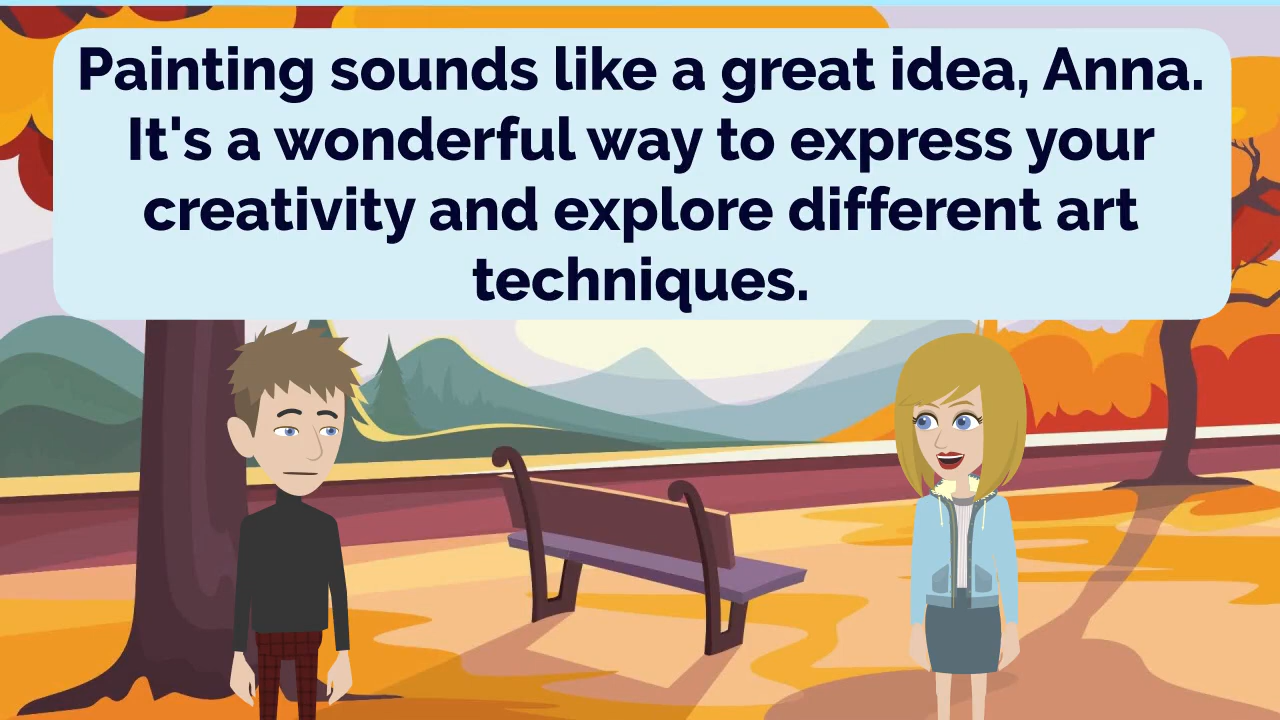 Painting sounds like a great idea, Anna.
It's a wonderful way to express your
creativity and explore different art
techniques.